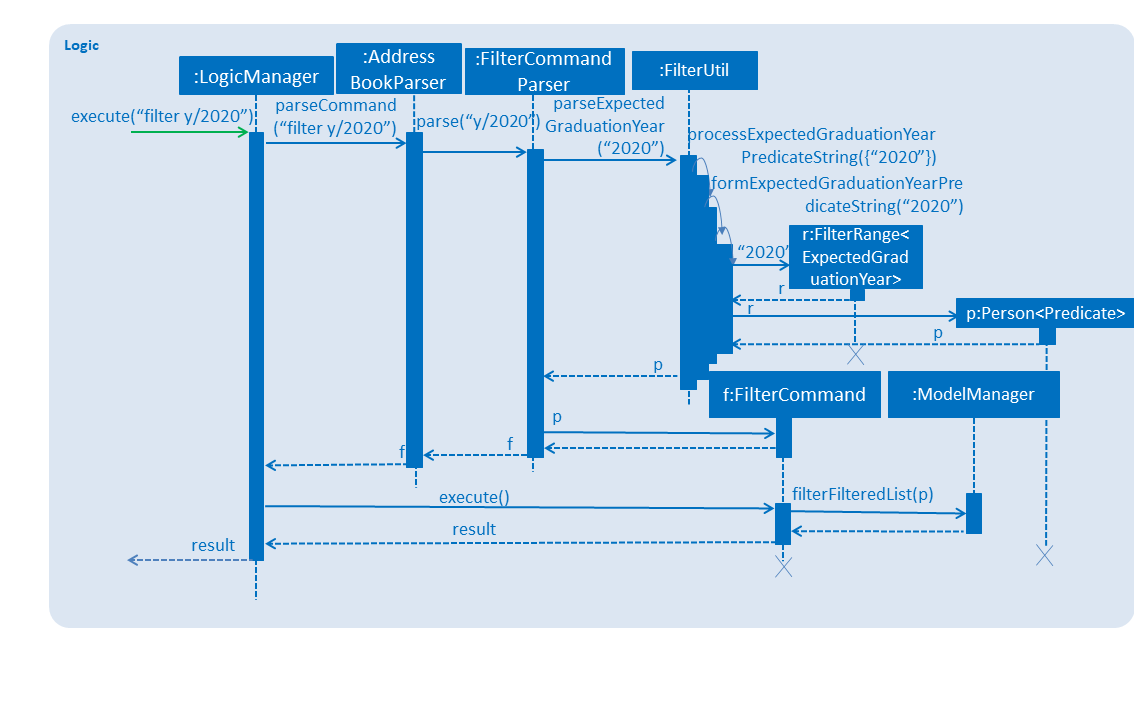 Logic
:LogicManager
:Address
BookParser
:FilterCommand
Parser
:FilterUtil
execute(“filter y/2020”)
parseCommand
(“filter y/2020”)
parse(“y/2020”)
parseExpected
GraduationYear
(“2020”)
processExpectedGraduationYear
PredicateString({“2020”})
formExpectedGraduationYearPre
dicateString(“2020”)
“2020”
r:FilterRange<
ExpectedGrad
uationYear>
r
r
p:Person<Predicate>
p
p
f:FilterCommand
:ModelManager
p
f
f
execute()
filterFilteredList(p)
result
result